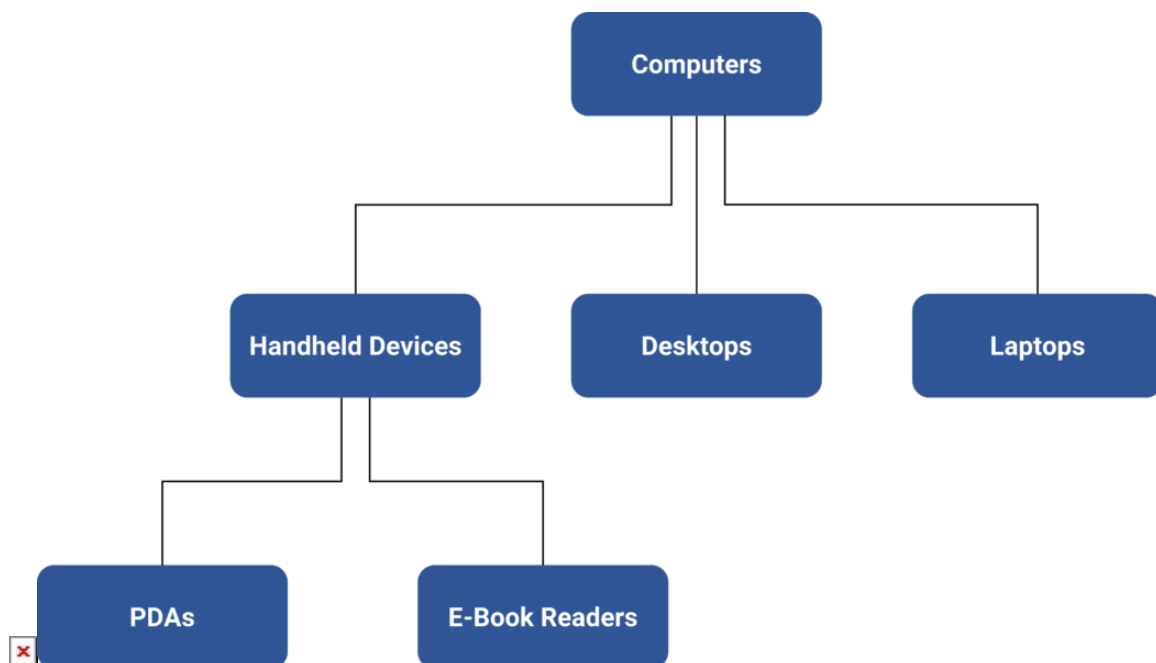 Computers
Handheld Devices
Desktops
Laptops
PDAs
E-Book Readers